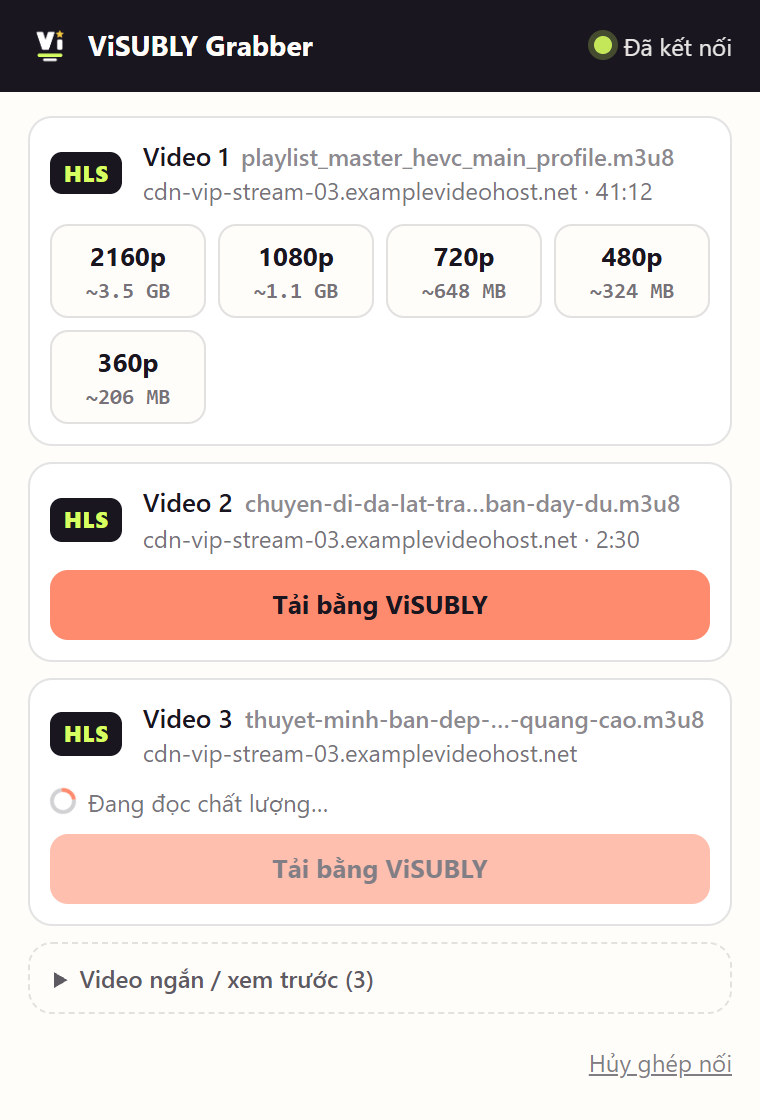 Vi
ViSUBLY Grabber
Đã kết nối
HLS
Video 1 playlist_master_hevc_main_profile.m3u8
cdn-vip-stream-03.examplevideohost.net · 41:12
2160p
~3.5 GB
1080p
~1.1 GB
720p
~648 MB
480p
~324 MB
360p
~206 MB
HLS
Video 2 chuyen-di-da-lat-tra...ban-day-du.m3u8
cdn-vip-stream-03.examplevideohost.net · 2:30
Tải bằng ViSUBLY
HLS
Video 3 thuyet-minh-ban-dep-...-quang-cao.m3u8
cdn-vip-stream-03.examplevideohost.net
Đang đọc chất lượng...
Tải bằng ViSUBLY
Video ngắn / xem trước (3)
Hủy ghép nối